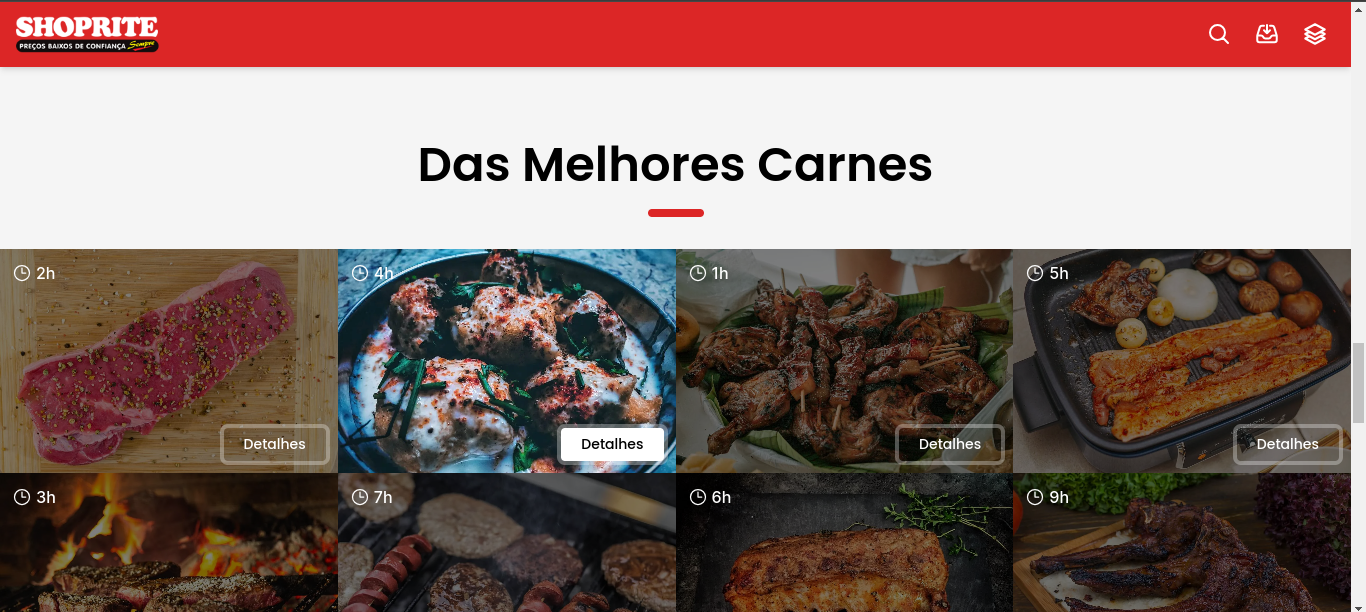 SHOPRITE
PREÇOS BAIXOS DE CONFIANÇA Sempre
Das Melhores Carnes
2h
4h
1h
5h
Detalhes
Detalhes
Detalhes
Detalhes
3h
7h
6h
9h